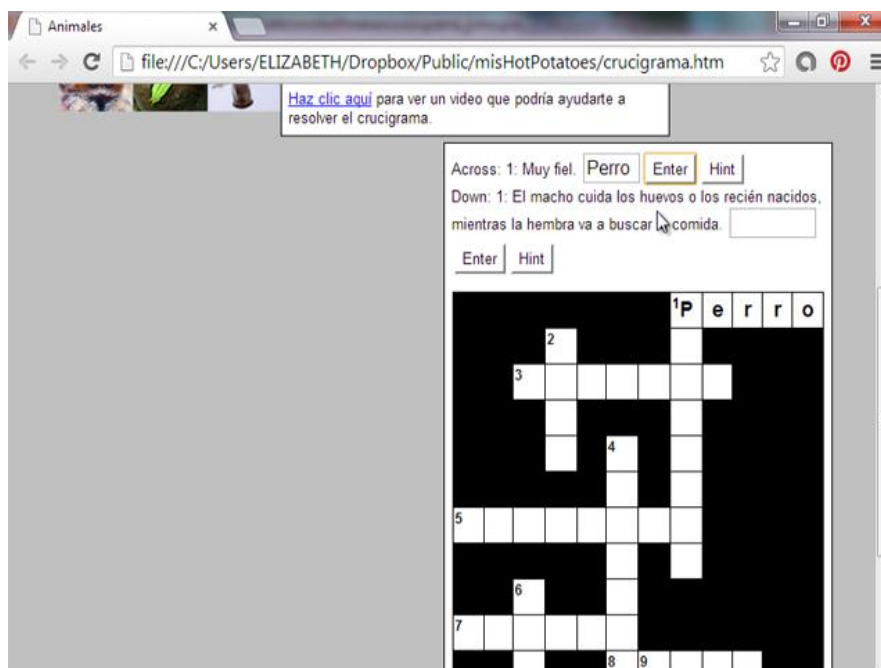 Animales
file:///C:/Users/ELIZABETH/Dropbox/Public/misHotPotatoes/crucigrama.htm
Haz clic aquí para ver un video que podría ayudarte a
resolver el crucigrama.
Across: 1: Muy fiel. Perro Enter Hint
Down: 1: El macho cuida los huevos o los recién nacidos,
mientras la hembra va a buscar comida.
Enter Hint
1P e r r o
2
3
4
5
6
7
8 9